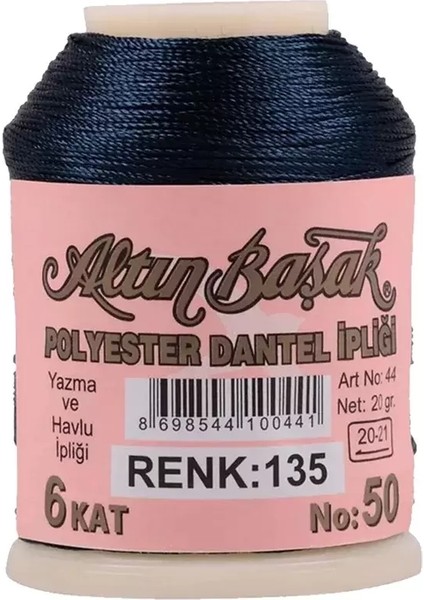 Altın Başak ®
POLYESTER DANTEL İPLİĞİ
Yazma
ve
Havlu
İpliği
8 698544 100441
Art No: 44
Net: 20 gr.
20-21
RENK:135
6 KAT
No: 50